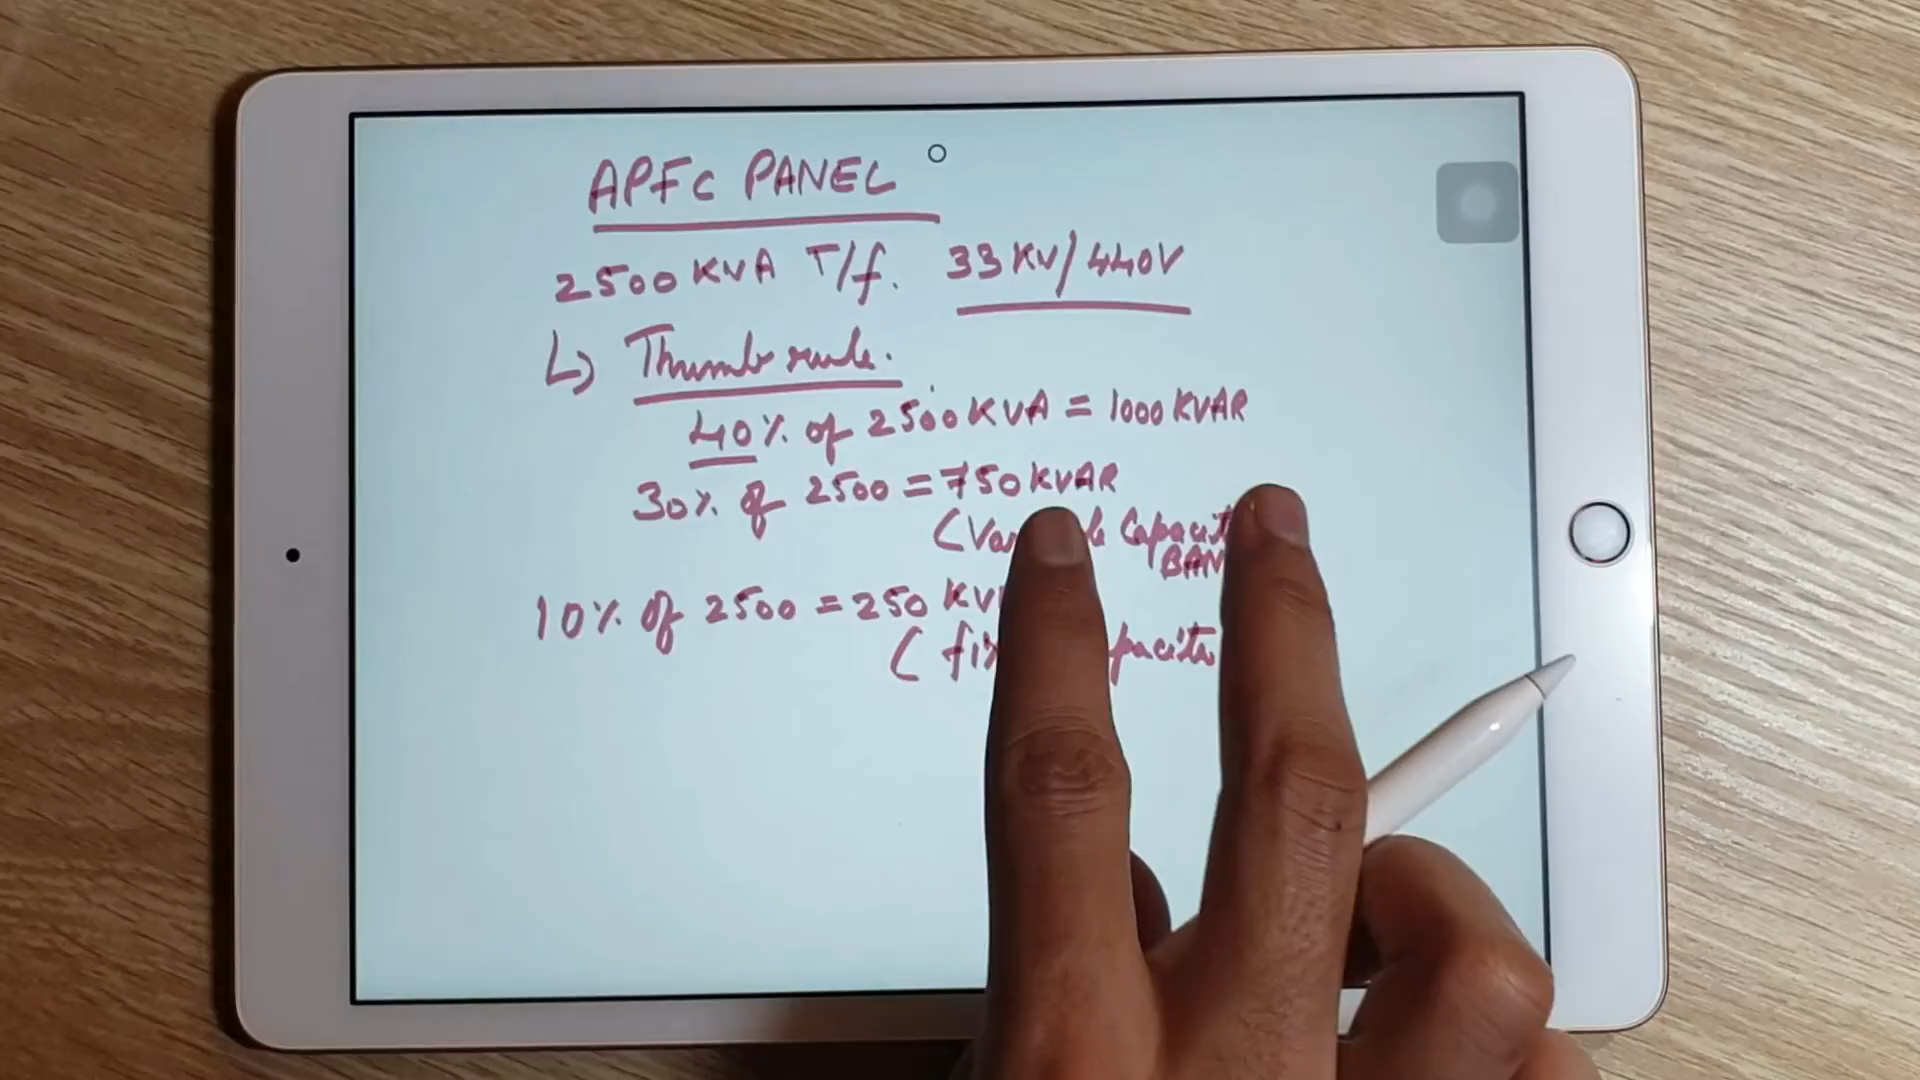 APFC PANEL
2500 KVA T/f. 33 KV/440V
Thumb rule.
40% of 2500 KVA = 1000 KVAR
30% of 2500 = 750 KVAR
10% of 2500 = 250